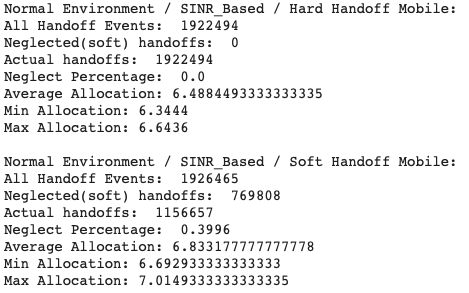 Normal Environment / SINR_Based / Hard Handoff Mobile:
All Handoff Events:  1922494
Neglected(soft) handoffs:  0
Actual handoffs:  1922494
Neglect Percentage:  0.0
Average Allocation: 6.4884493333333335
Min Allocation: 6.3444
Max Allocation: 6.6436

Normal Environment / SINR_Based / Soft Handoff Mobile:
All Handoff Events:  1926465
Neglected(soft) handoffs:  769808
Actual handoffs:  1156657
Neglect Percentage:  0.3996
Average Allocation: 6.833177777777778
Min Allocation: 6.692933333333333
Max Allocation: 7.0149333333333335